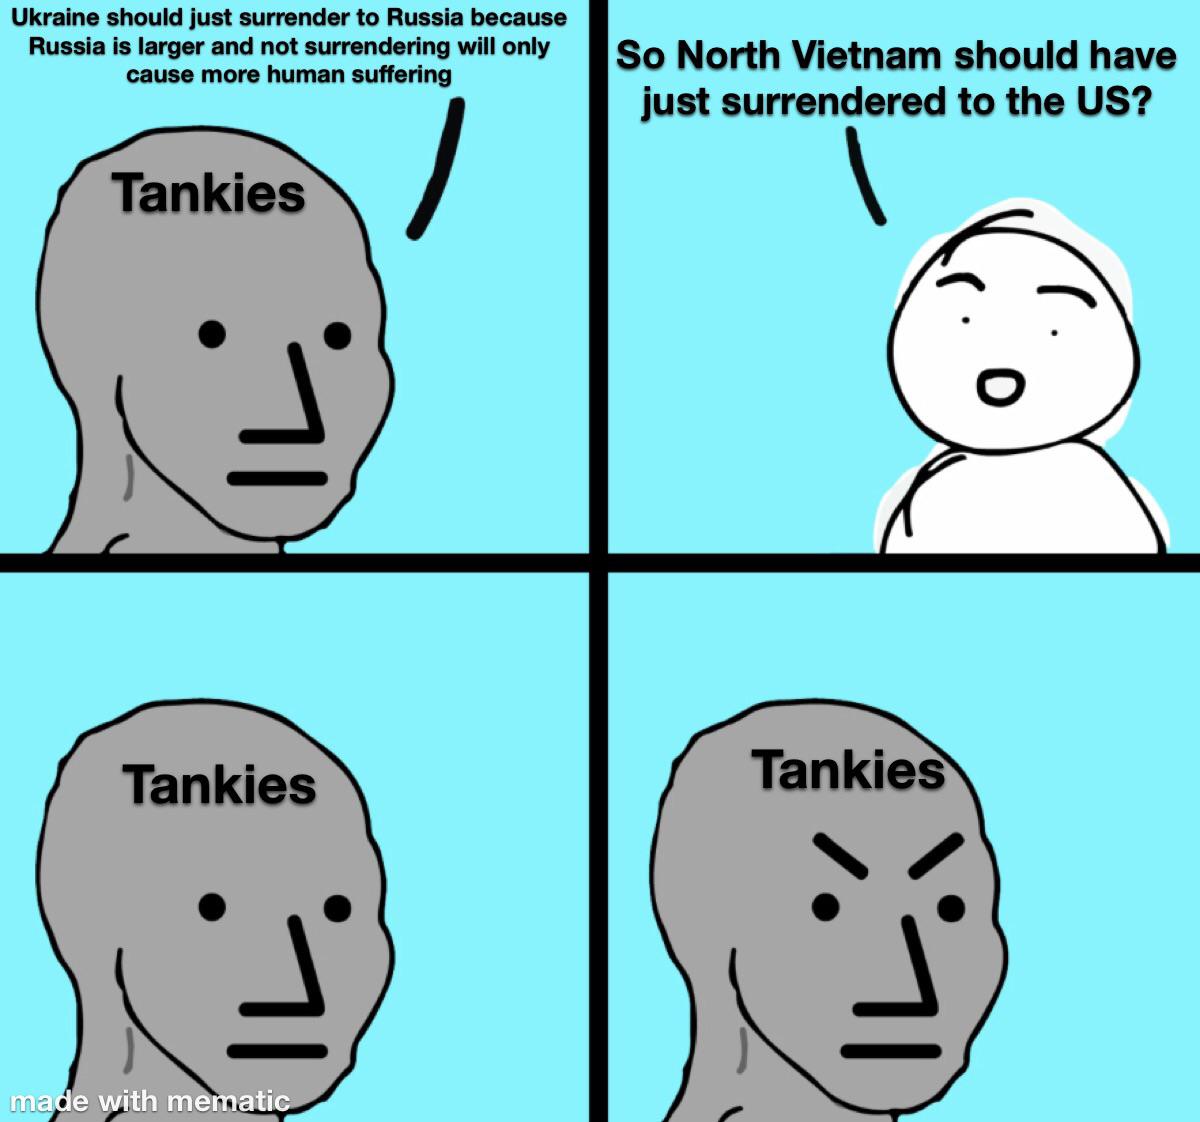 Ukraine should just surrender to Russia because
Russia is larger and not surrendering will only
cause more human suffering
Tankies
So North Vietnam should have
just surrendered to the US?
Tankies
Tankies
made with mematic